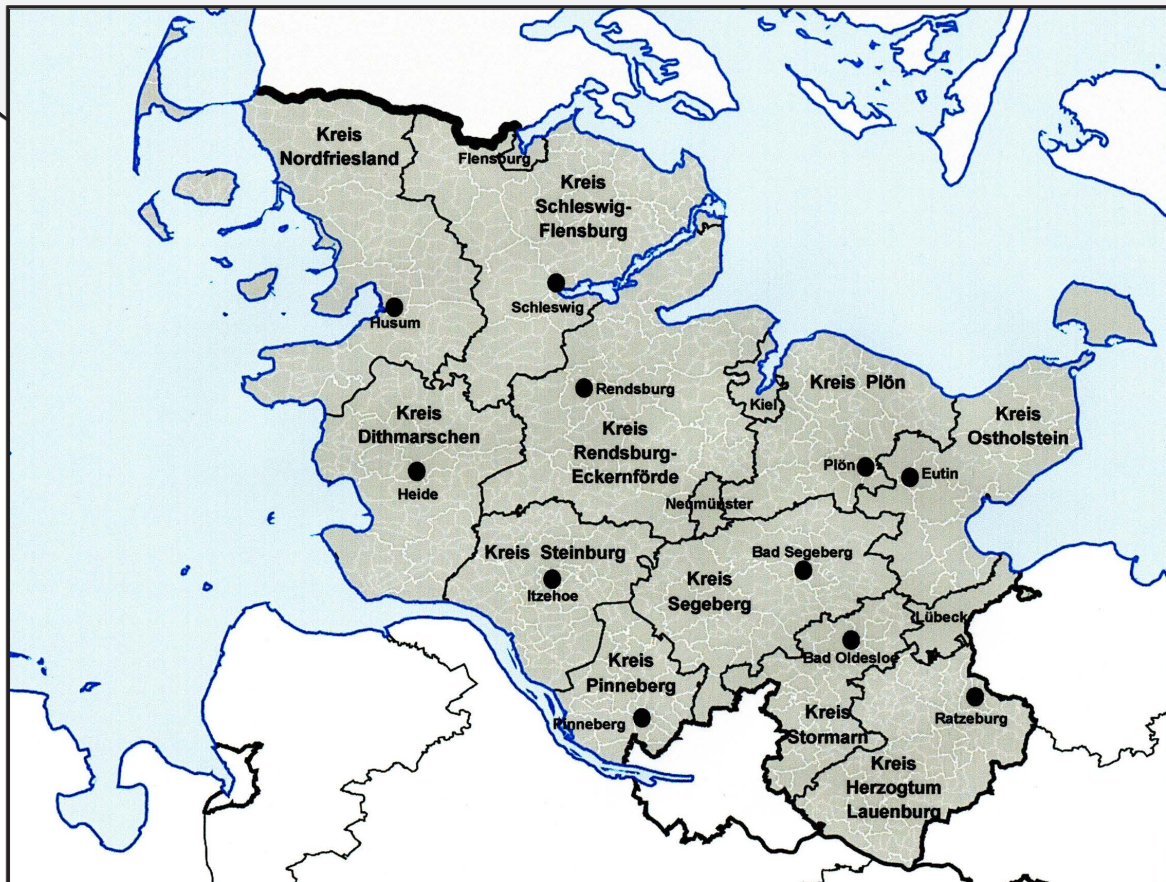 Kreis
Nordfriesland
Flensburg
Kreis
Schleswig-
Flensburg
Schleswig
Husum
Kreis Plön
Rendsburg
Kiel
Kreis
Dithmarschen
Kreis
Ostholstein
Kreis
Rendsburg-
Eckernförde
Plön
Eutin
Heide
Neumünster
Kreis Steinburg
Bad Segeberg
Itzehoe
Kreis
Segeberg
Lübeck
Bad Oldesloe
Kreis
Pinneberg
Pinneberg
Kreis
Stormarn
Ratzeburg
Kreis
Herzogtum
Lauenburg